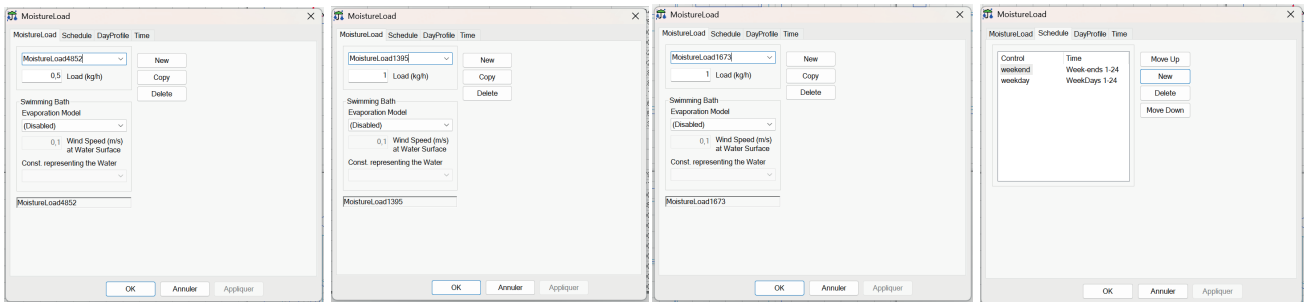 MoistureLoad
MoistureLoad Schedule DayProfile Time
MoistureLoad4852
New
0,5 Load (kg/h)
Copy
Delete
Swimming Bath
Evaporation Model
(Disabled)
0,1 Wind Speed (m/s)
at Water Surface
Const. representing the Water
MoistureLoad4852
OK Annuler Appliquer
MoistureLoad
MoistureLoad Schedule DayProfile Time
MoistureLoad1395
New
1 Load (kg/h)
Copy
Delete
Swimming Bath
Evaporation Model
(Disabled)
0,1 Wind Speed (m/s)
at Water Surface
Const. representing the Water
MoistureLoad1395
OK Annuler Appliquer
MoistureLoad
MoistureLoad Schedule DayProfile Time
MoistureLoad1673
New
1 Load (kg/h)
Copy
Delete
Swimming Bath
Evaporation Model
(Disabled)
0,1 Wind Speed (m/s)
at Water Surface
Const. representing the Water
MoistureLoad1673
OK Annuler Appliquer
MoistureLoad
MoistureLoad Schedule DayProfile Time
Control Time
weekend Week-ends 1-24
weekday WeekDays 1-24
Move Up
New
Delete
Move Down
OK Annuler Appliquer